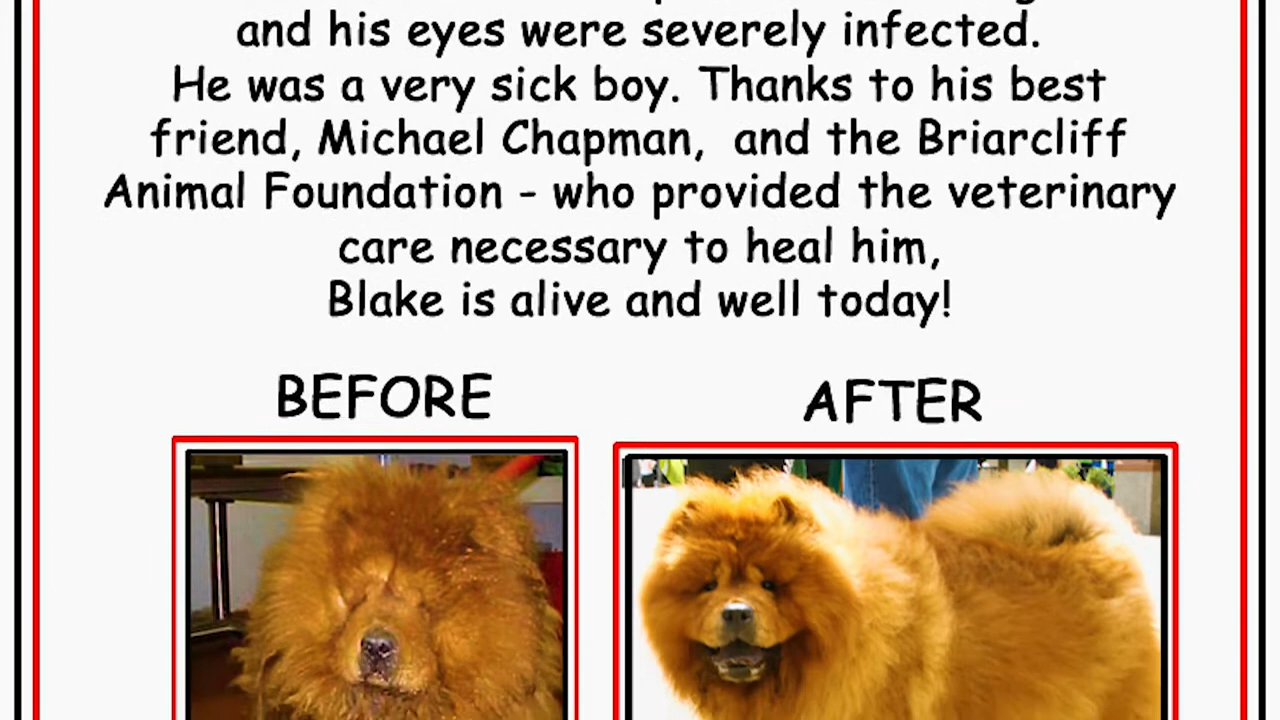 and his eyes were severely infected.
He was a very sick boy. Thanks to his best
friend, Michael Chapman, and the Briarcliff
Animal Foundation - who provided the veterinary
care necessary to heal him,
Blake is alive and well today!
BEFORE
AFTER